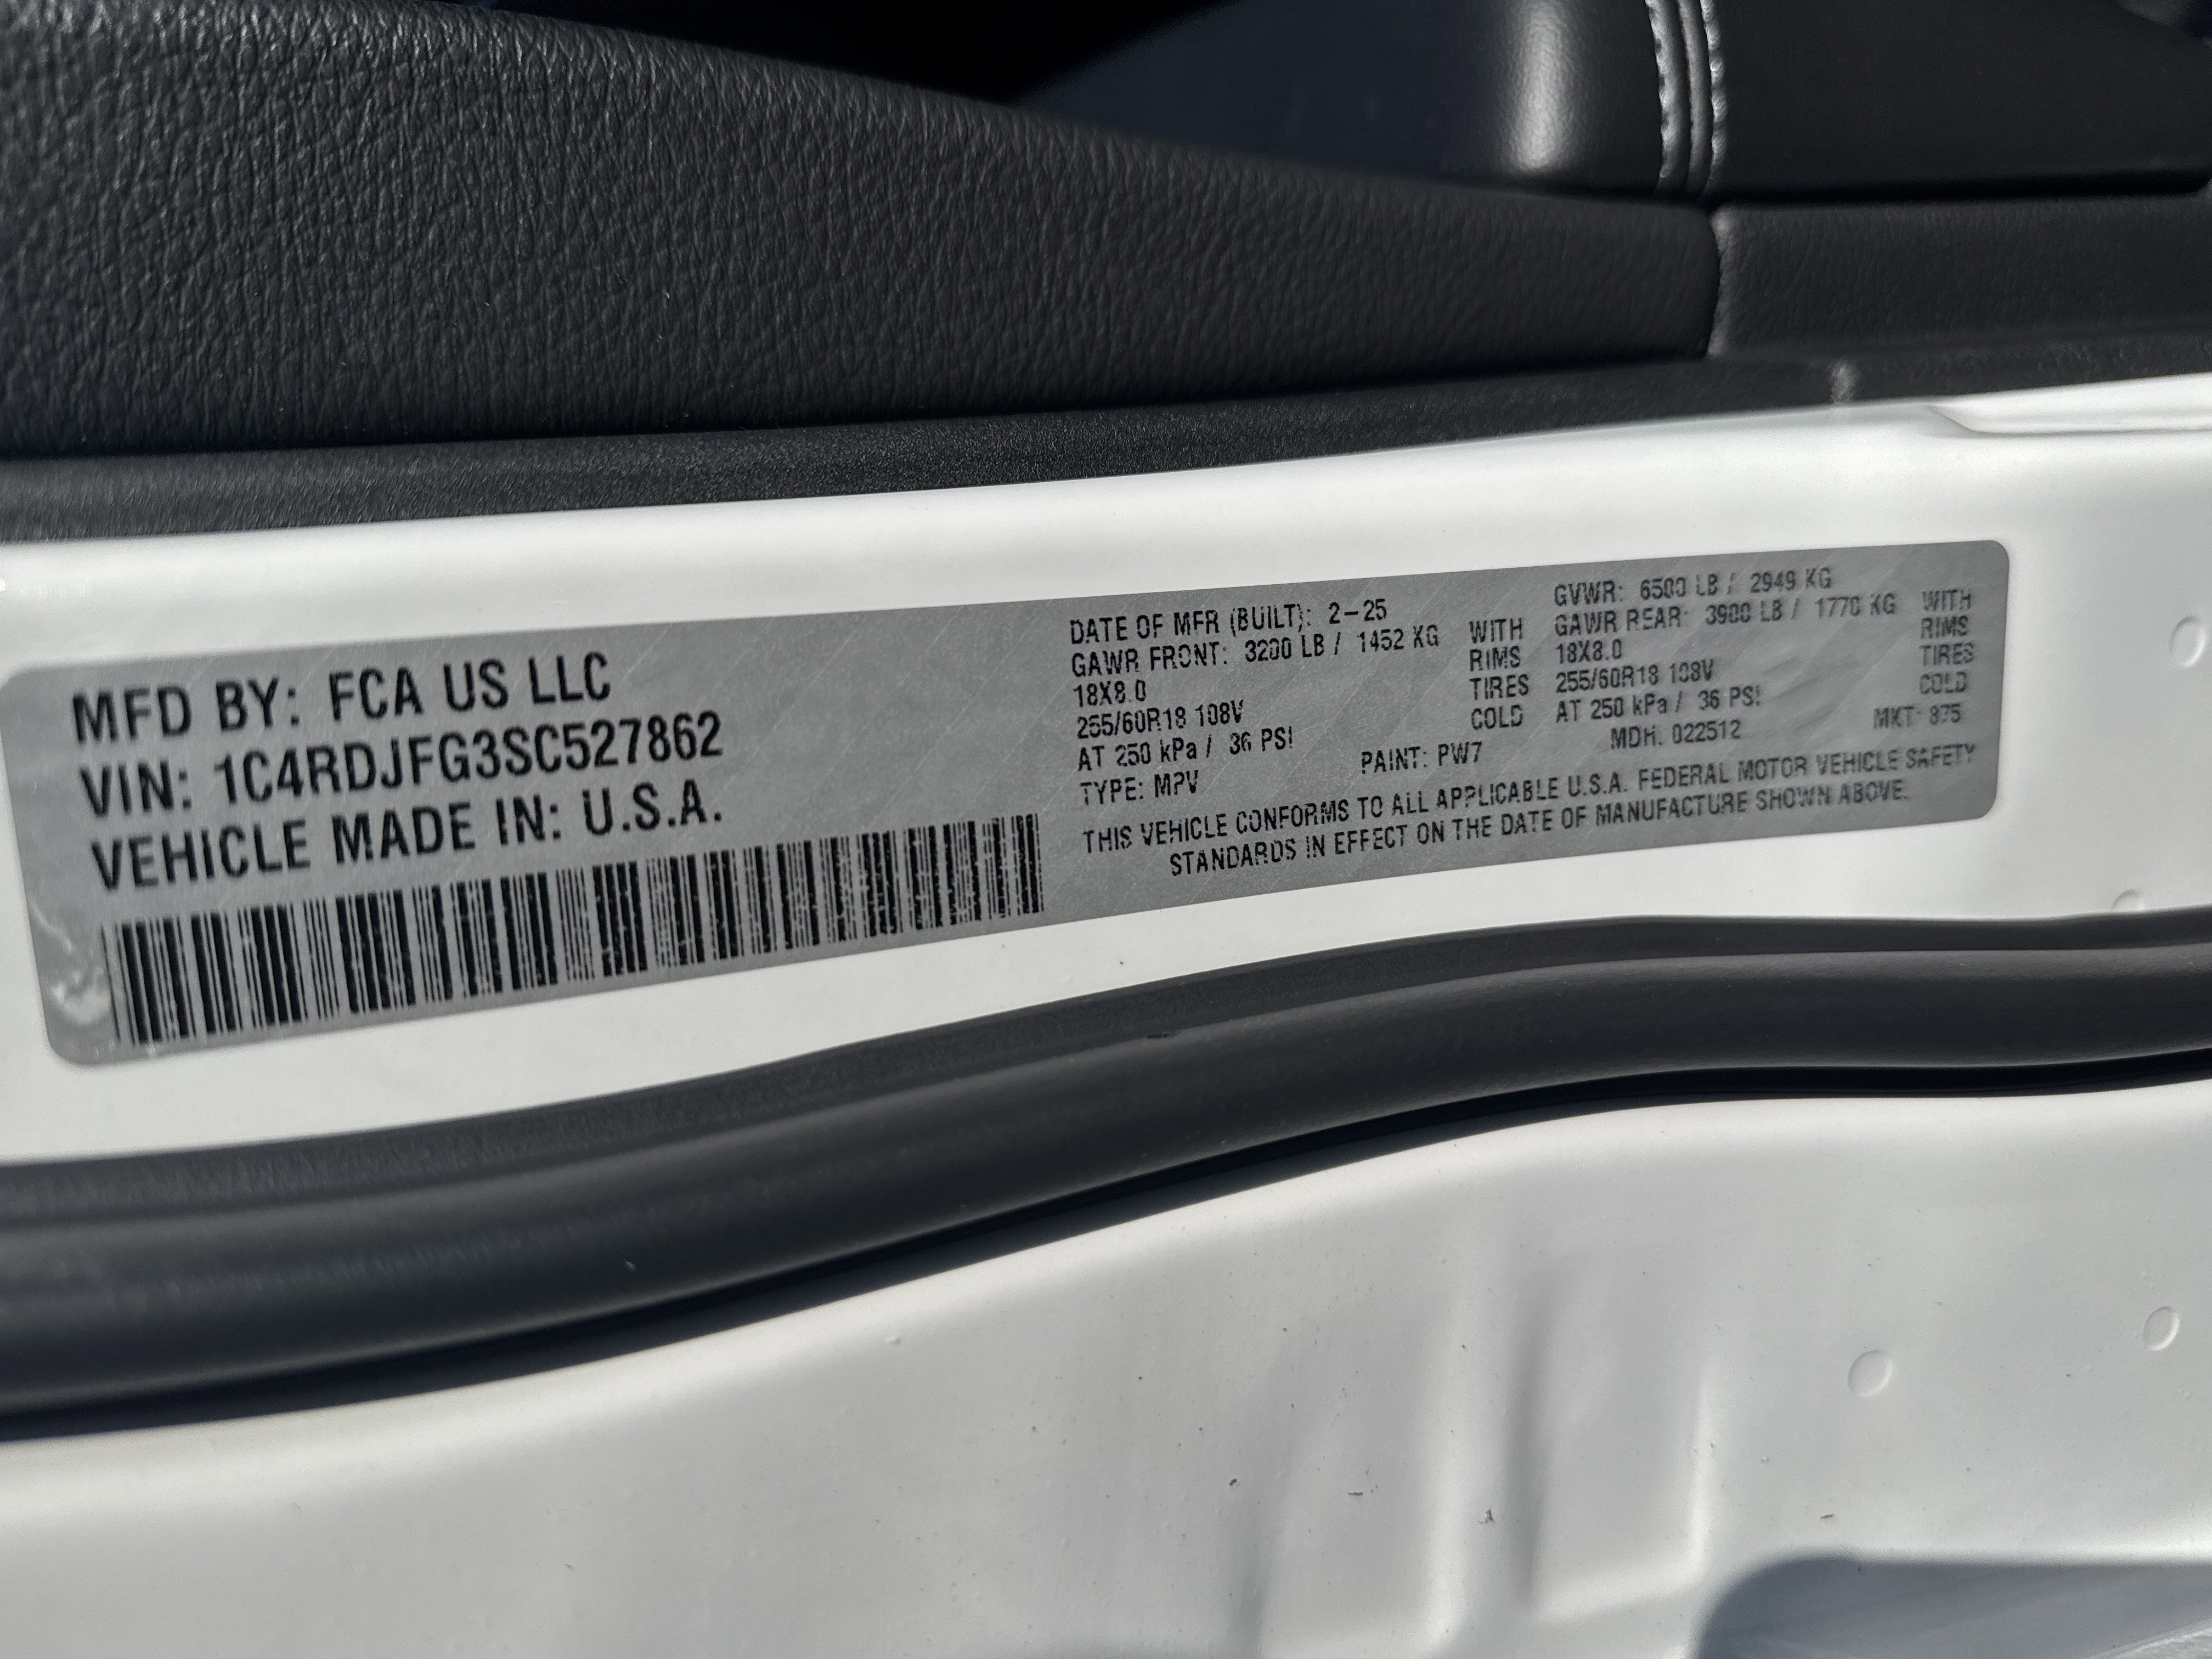 MFD BY: FCA US LLC
VIN: 1C4RDJFG3SC527862
VEHICLE MADE IN: U.S.A.
DATE OF MFR (BUILT): 2-25
GAWR FRONT: 3200 LB / 1452 KG WITH
18X8.0 RIMS
255/60R18 108V TIRES
AT 250 kPa / 36 PSI COLD
TYPE: MPV PAINT: PW7
GVWR: 6500 LB / 2949 KG
GAWR REAR: 3900 LB / 1770 KG WITH
18X8.0 RIMS
255/60R18 108V TIRES
AT 250 kPa / 36 PSI COLD
MDH: 022512 MKT: 875
THIS VEHICLE CONFORMS TO ALL APPLICABLE U.S.A. FEDERAL MOTOR VEHICLE SAFETY
STANDARDS IN EFFECT ON THE DATE OF MANUFACTURE SHOWN ABOVE.